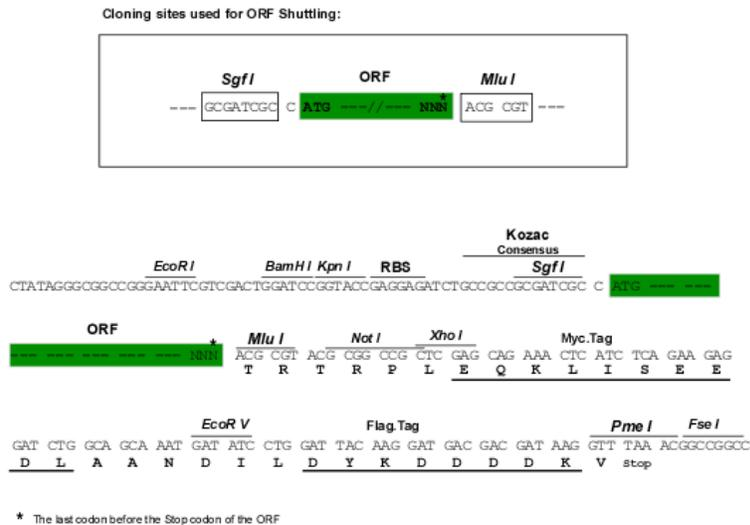 Cloning sites used for ORF Shuttling:
Sgf I ORF Mlu I
--- GCGATCGC C ATG ---//--- NNN* ACG CGT ---
Kozac
Consensus
EcoR I BamH I Kpn I RBS Sgf I
CTATAGGGCGGCCGGGAATTCGTCGACTGGATCCGGTACCGAGGAGATCTGCCGCCGCGATCGC C ATG --- ---
ORF Mlu I Not I Xho I Myc.Tag
--- --- --- --- --- NNN* ACG CGT ACG CGG CCG CTC GAG CAG AAA CTC ATC TCA GAA GAG
T R T R P L E Q K L I S E E
EcoR V Flag.Tag Pme I Fse I
GAT CTG GCA GCA AAT GAT ATC CTG GAT TAC AAG GAT GAC GAC GAT AAG GTT TAA ACGGCCGGCC
D L A A N D I L D Y K D D D D K V Stop
* The last codon before the Stop codon of the ORF